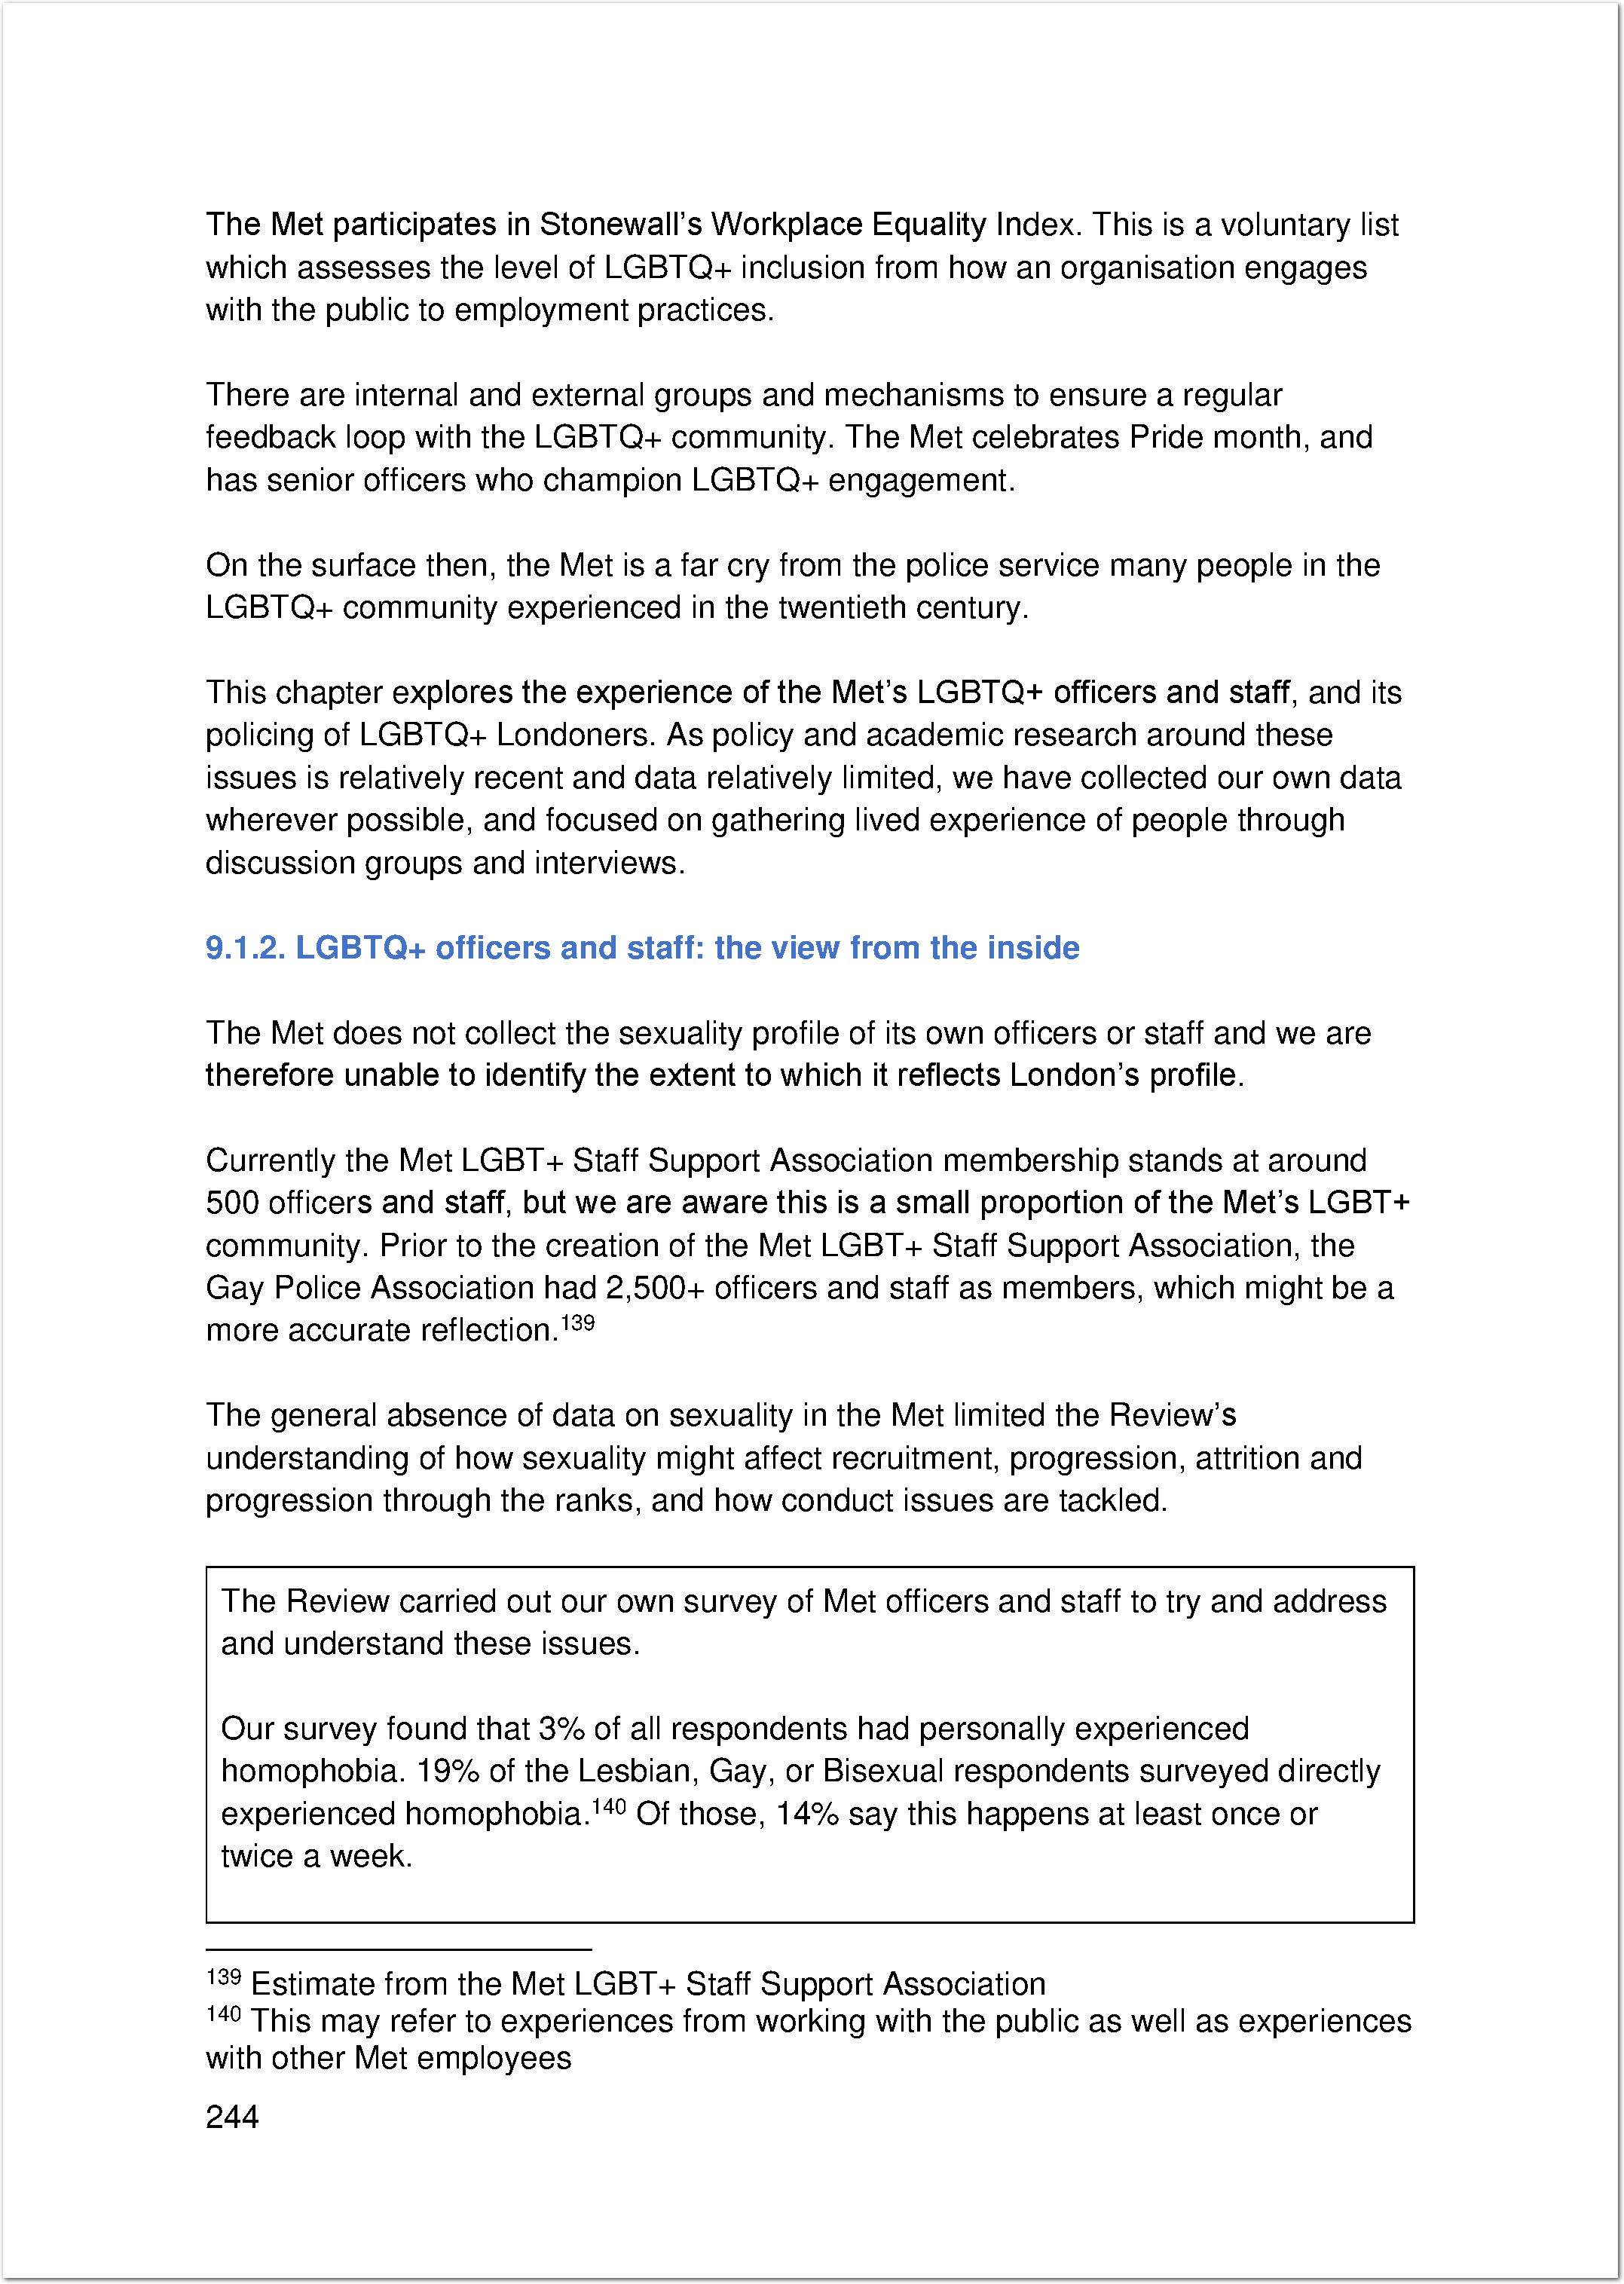 The Met participates in Stonewall’s Workplace Equality Index. This is a voluntary list
which assesses the level of LGBTQ+ inclusion from how an organisation engages
with the public to employment practices.
There are internal and external groups and mechanisms to ensure a regular
feedback loop with the LGBTQ+ community. The Met celebrates Pride month, and
has senior officers who champion LGBTQ+ engagement.
On the surface then, the Met is a far cry from the police service many people in the
LGBTQ+ community experienced in the twentieth century.
This chapter explores the experience of the Met’s LGBTQ+ officers and staff, and its
policing of LGBTQ+ Londoners. As policy and academic research around these
issues is relatively recent and data relatively limited, we have collected our own data
wherever possible, and focused on gathering lived experience of people through
discussion groups and interviews.
9.1.2. LGBTQ+ officers and staff: the view from the inside
The Met does not collect the sexuality profile of its own officers or staff and we are
therefore unable to identify the extent to which it reflects London’s profile.
Currently the Met LGBT+ Staff Support Association membership stands at around
500 officers and staff, but we are aware this is a small proportion of the Met’s LGBT+
community. Prior to the creation of the Met LGBT+ Staff Support Association, the
Gay Police Association had 2,500+ officers and staff as members, which might be a
more accurate reflection.139
The general absence of data on sexuality in the Met limited the Review’s
understanding of how sexuality might affect recruitment, progression, attrition and
progression through the ranks, and how conduct issues are tackled.
The Review carried out our own survey of Met officers and staff to try and address
and understand these issues.
Our survey found that 3% of all respondents had personally experienced
homophobia. 19% of the Lesbian, Gay, or Bisexual respondents surveyed directly
experienced homophobia.140 Of those, 14% say this happens at least once or
twice a week.
139 Estimate from the Met LGBT+ Staff Support Association
140 This may refer to experiences from working with the public as well as experiences
with other Met employees
244